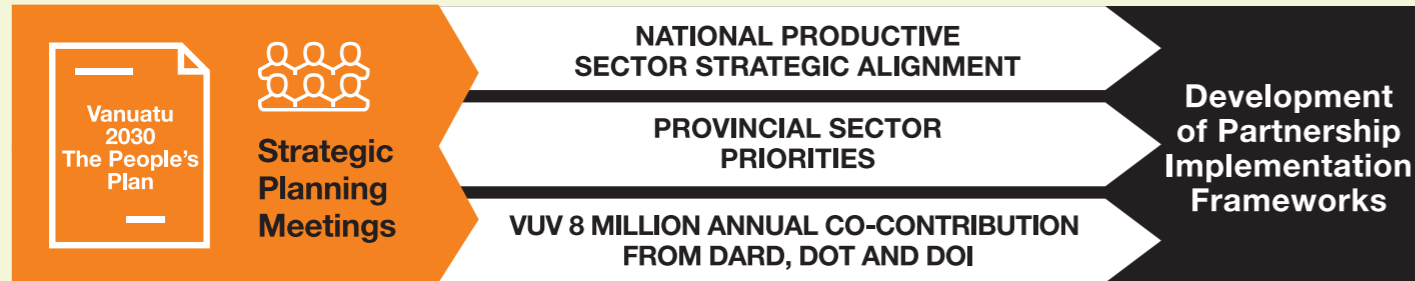 Vanuatu
2030
The People's
Plan
Strategic
Planning
Meetings
NATIONAL PRODUCTIVE
SECTOR STRATEGIC ALIGNMENT
PROVINCIAL SECTOR
PRIORITIES
VUV 8 MILLION ANNUAL CO-CONTRIBUTION
FROM DARD, DOT AND DOI
Development
of Partnership
Implementation
Frameworks